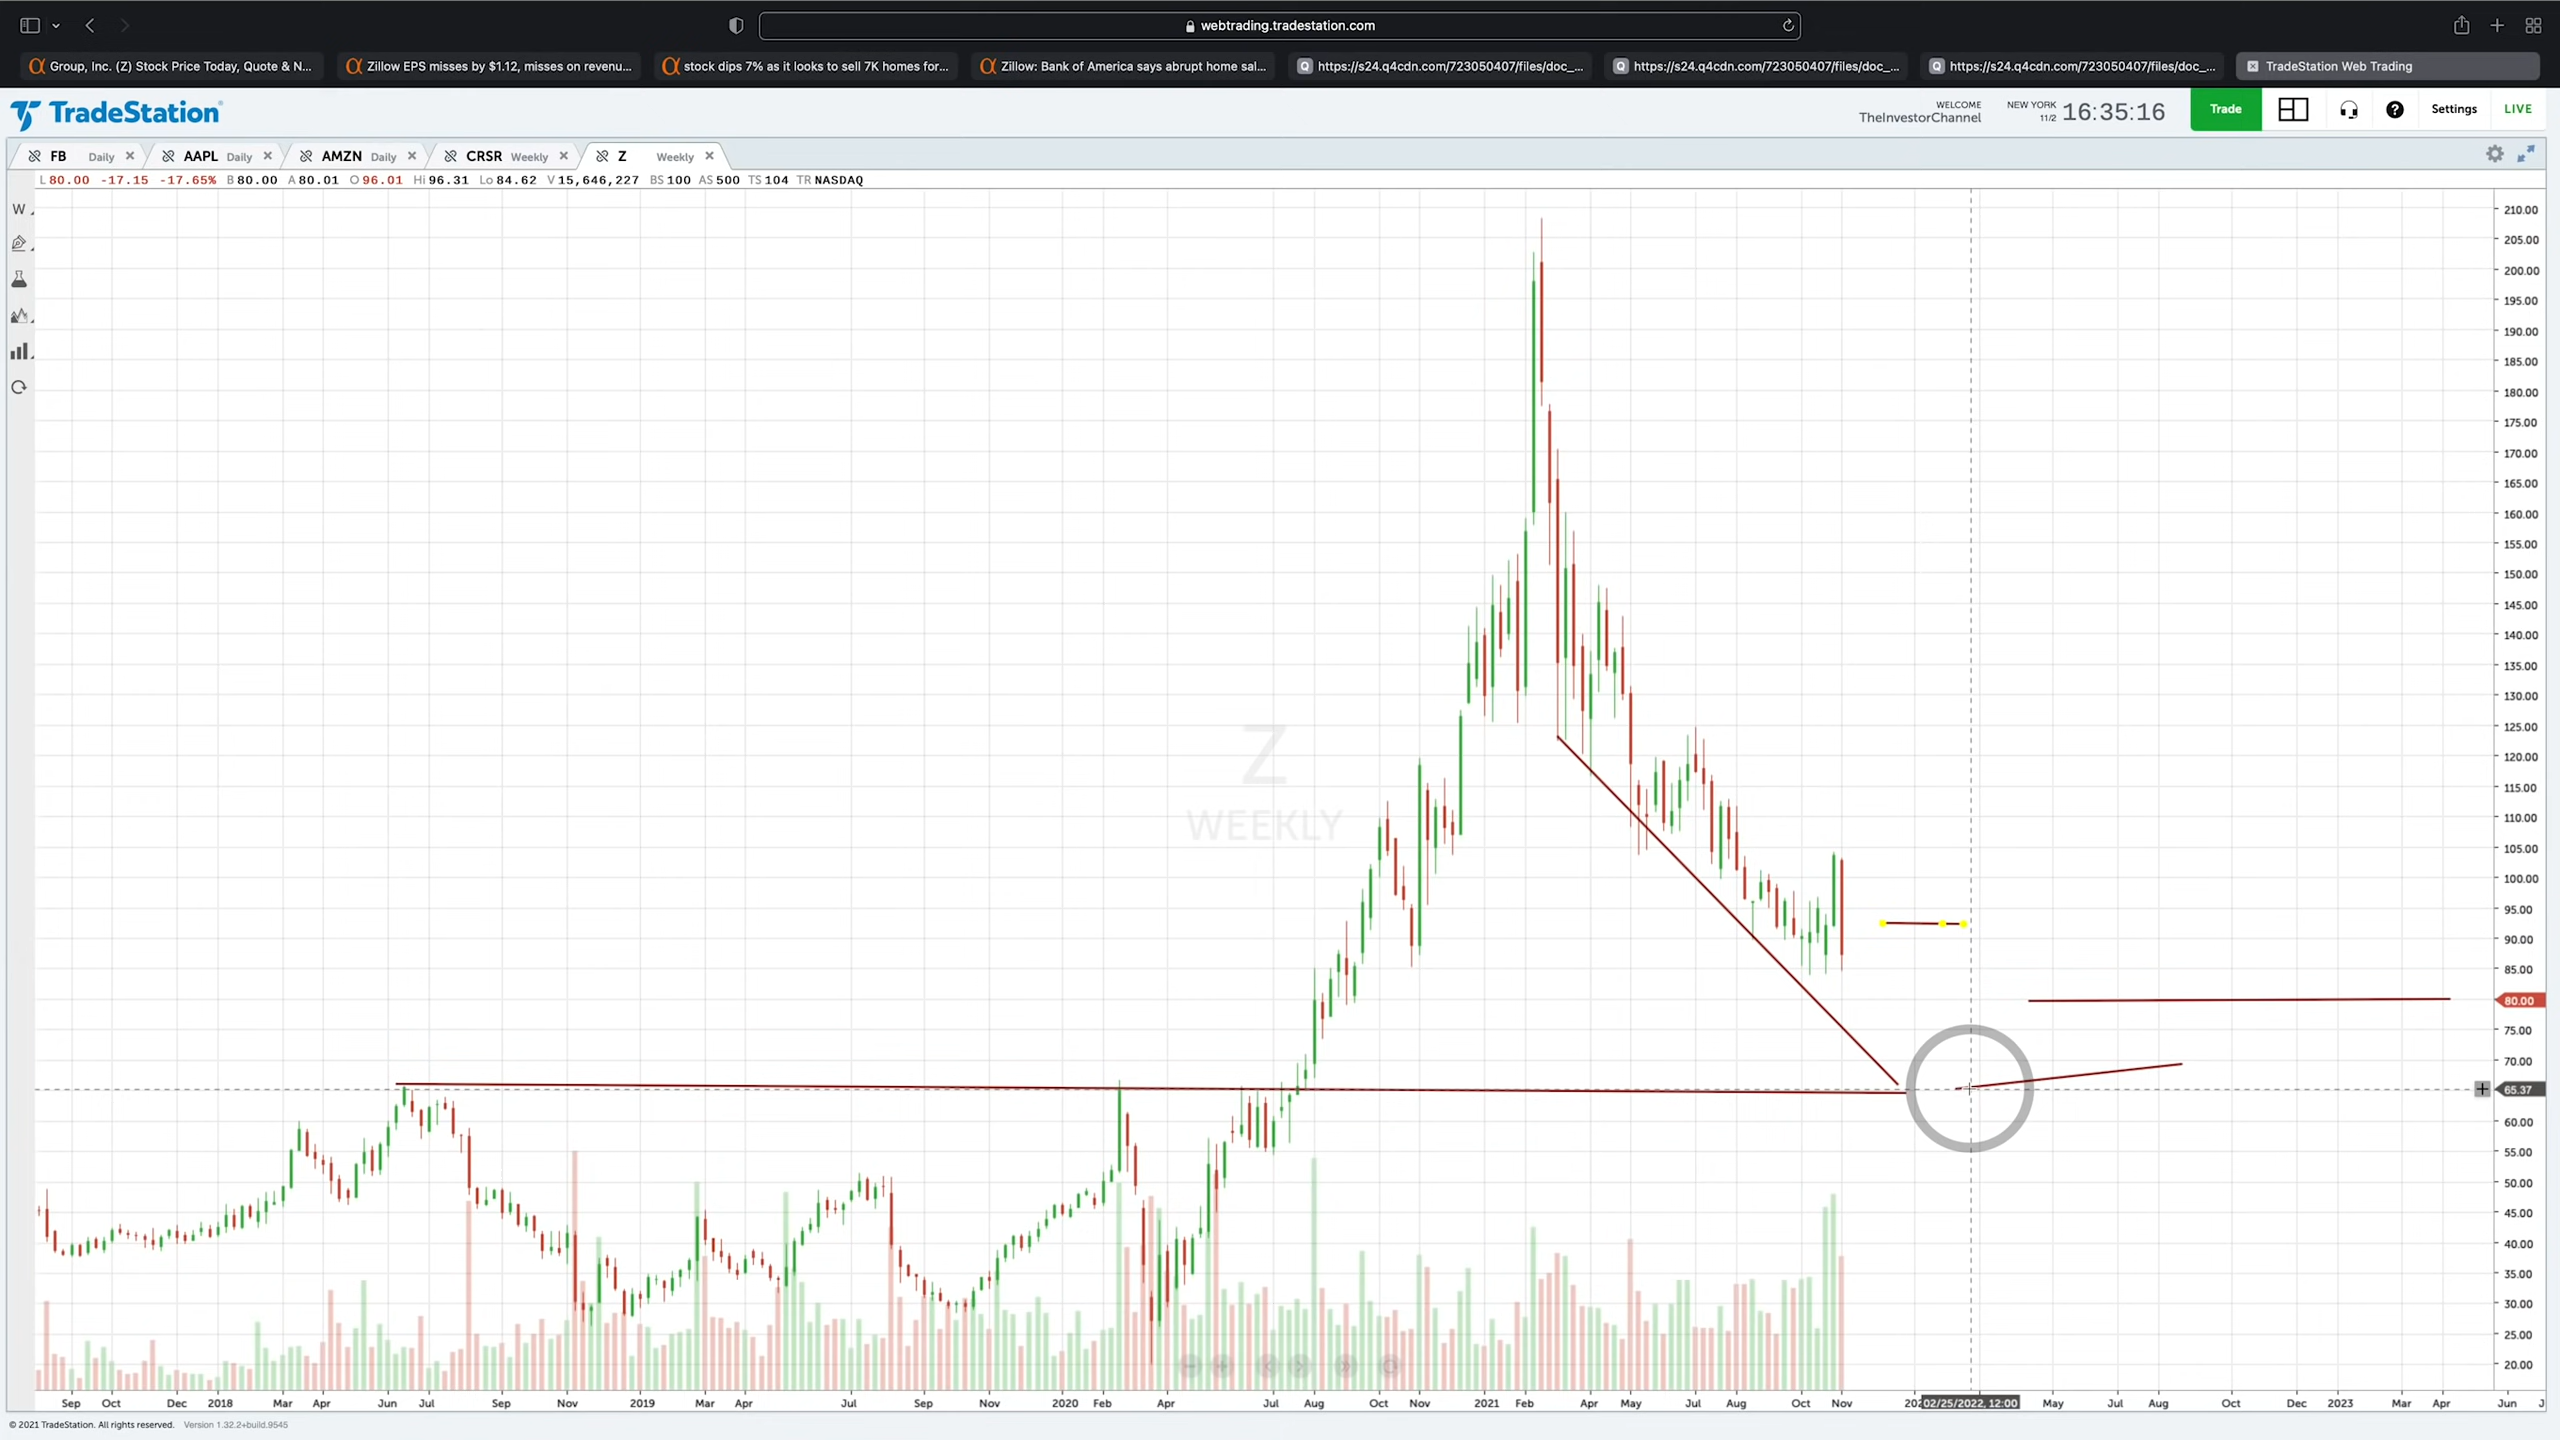 webtrading.tradestation.com
Group, Inc. (Z) Stock Price Today, Quote & N...
Zillow EPS misses by $1.12, misses on revenu...
stock dips 7% as it looks to sell 7K homes for...
Zillow: Bank of America says abrupt home sal...
https://s24.q4cdn.com/723050407/files/doc_...
https://s24.q4cdn.com/723050407/files/doc_...
https://s24.q4cdn.com/723050407/files/doc_...
TradeStation Web Trading
TradeStation
WELCOME
TheInvestorChannel
NEW YORK
11/2
16:35:16
Trade
Settings
LIVE
FB Daily
AAPL Daily
AMZN Daily
CRSR Weekly
Z Weekly
L 80.00 -17.15 -17.65% B 80.00 A 80.01 O 96.01 Hi 96.31 Lo 84.62 V 15,646,227 BS 100 AS 500 TS 104 TR NASDAQ
W
Z
WEEKLY
210.00
205.00
200.00
195.00
190.00
185.00
180.00
175.00
170.00
165.00
160.00
155.00
150.00
145.00
140.00
135.00
130.00
125.00
120.00
115.00
110.00
105.00
100.00
95.00
90.00
85.00
80.00
75.00
70.00
65.37
60.00
55.00
50.00
45.00
40.00
35.00
30.00
25.00
20.00
Sep Oct Dec 2018 Mar Apr Jun Jul Sep Nov 2019 Mar Apr Jul Sep Nov 2020 Feb Apr Jul Aug Oct Nov 2021 Feb Apr May Jul Aug Oct Nov 02/25/2022, 12:00 May Jul Aug Oct Dec 2023 Mar Apr Jun
© 2021 TradeStation. All rights reserved. Version 1.32.2+build.9545